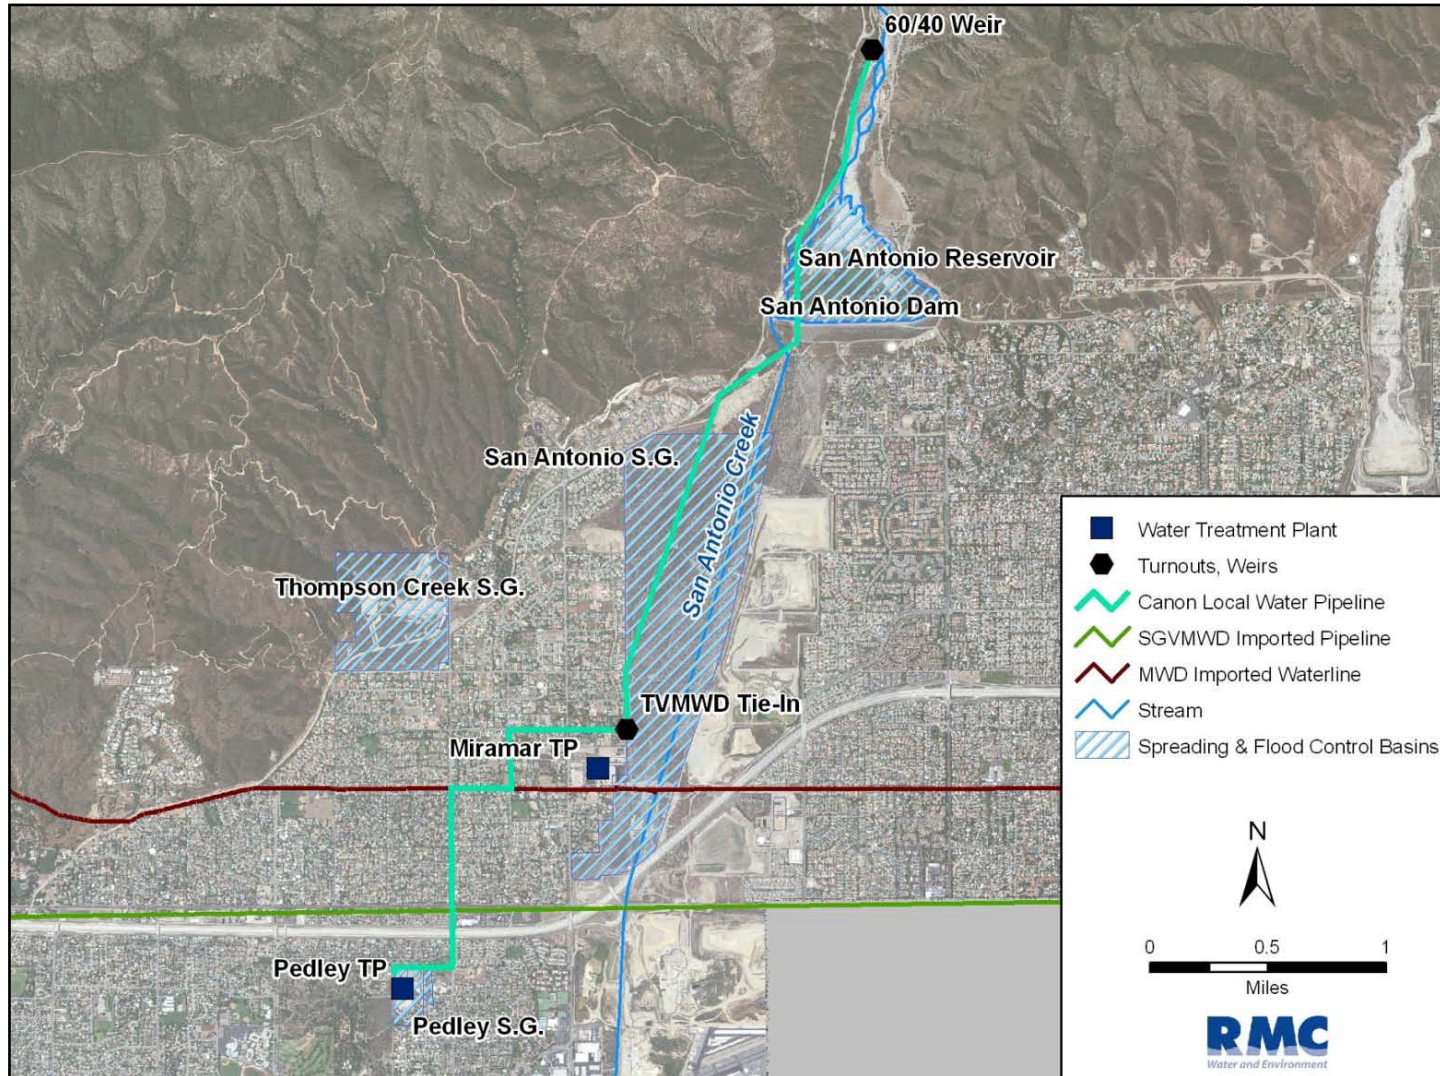 60/40 Weir
San Antonio Reservoir
San Antonio Dam
San Antonio S.G.
San Antonio Creek
Thompson Creek S.G.
TVMWD Tie-In
Miramar TP
Pedley TP
Pedley S.G.
Water Treatment Plant
Turnouts, Weirs
Canon Local Water Pipeline
SGVMWD Imported Pipeline
MWD Imported Waterline
Stream
Spreading & Flood Control Basins
N
0 0.5 1
Miles
RMC
Water and Environment